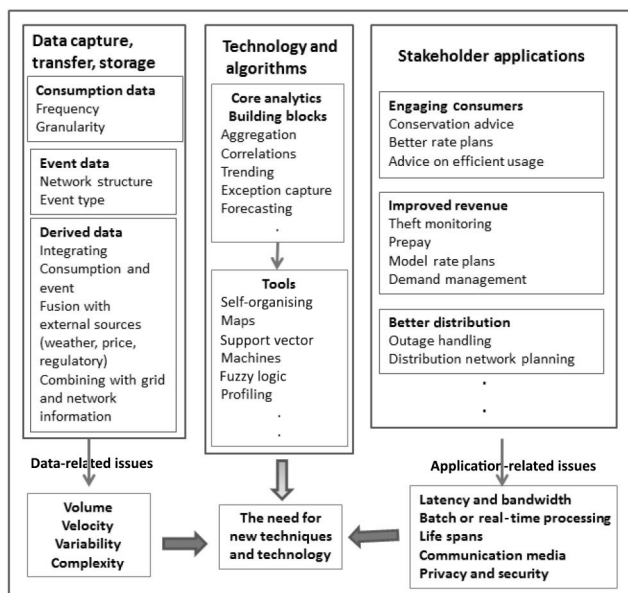 Data capture,
transfer, storage
Consumption data
Frequency
Granularity
Event data
Network structure
Event type
Derived data
Integrating
Consumption and
event
Fusion with
external sources
(weather, price,
regulatory)
Combining with grid
and network
information
Data-related issues
Volume
Velocity
Variability
Complexity
Technology and
algorithms
Core analytics
Building blocks
Aggregation
Correlations
Trending
Exception capture
Forecasting
.
Tools
Self-organising
Maps
Support vector
Machines
Fuzzy logic
Profiling
.
.
The need for
new techniques
and technology
Stakeholder applications
Engaging consumers
Conservation advice
Better rate plans
Advice on efficient usage
Improved revenue
Theft monitoring
Prepay
Model rate plans
Demand management
Better distribution
Outage handling
Distribution network planning
.
.
Application-related issues
Latency and bandwidth
Batch or real-time processing
Life spans
Communication media
Privacy and security